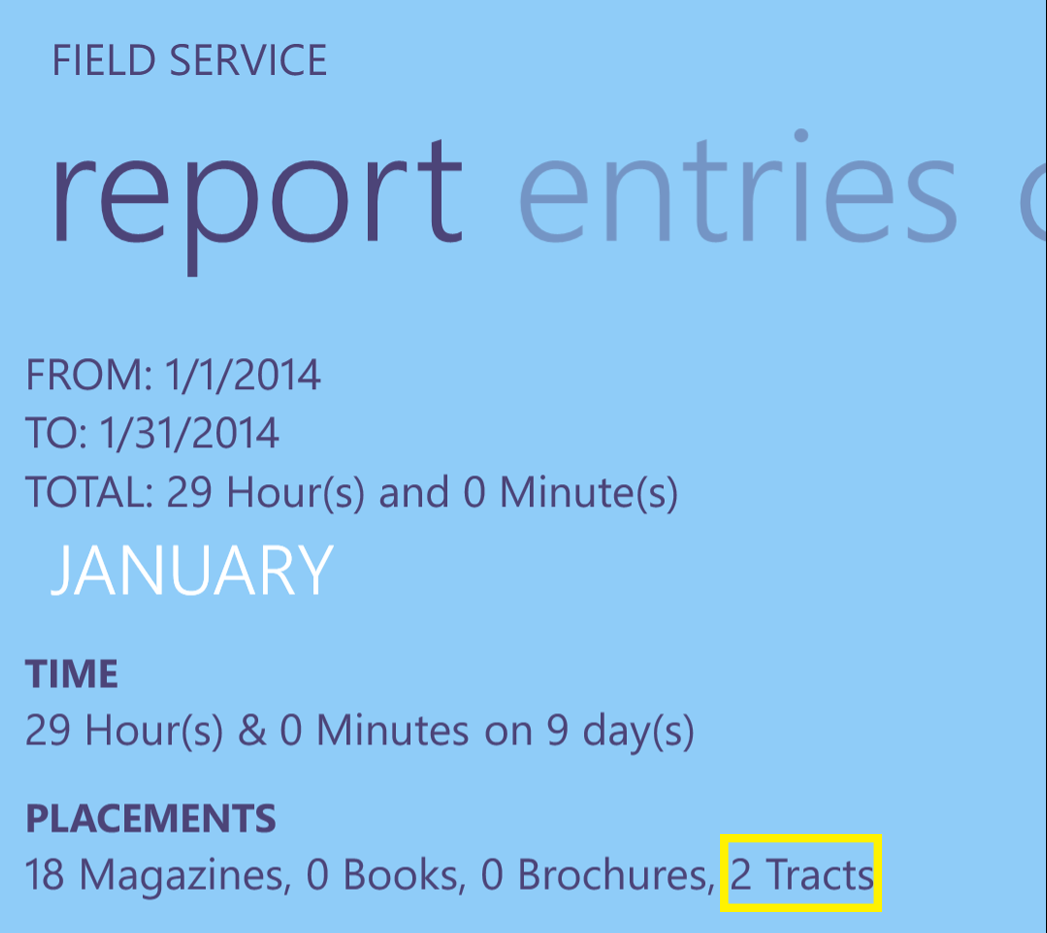 FIELD SERVICE
report entries
FROM: 1/1/2014
TO: 1/31/2014
TOTAL: 29 Hour(s) and 0 Minute(s)
JANUARY
TIME
29 Hour(s) & 0 Minutes on 9 day(s)
PLACEMENTS
18 Magazines, 0 Books, 0 Brochures, 2 Tracts